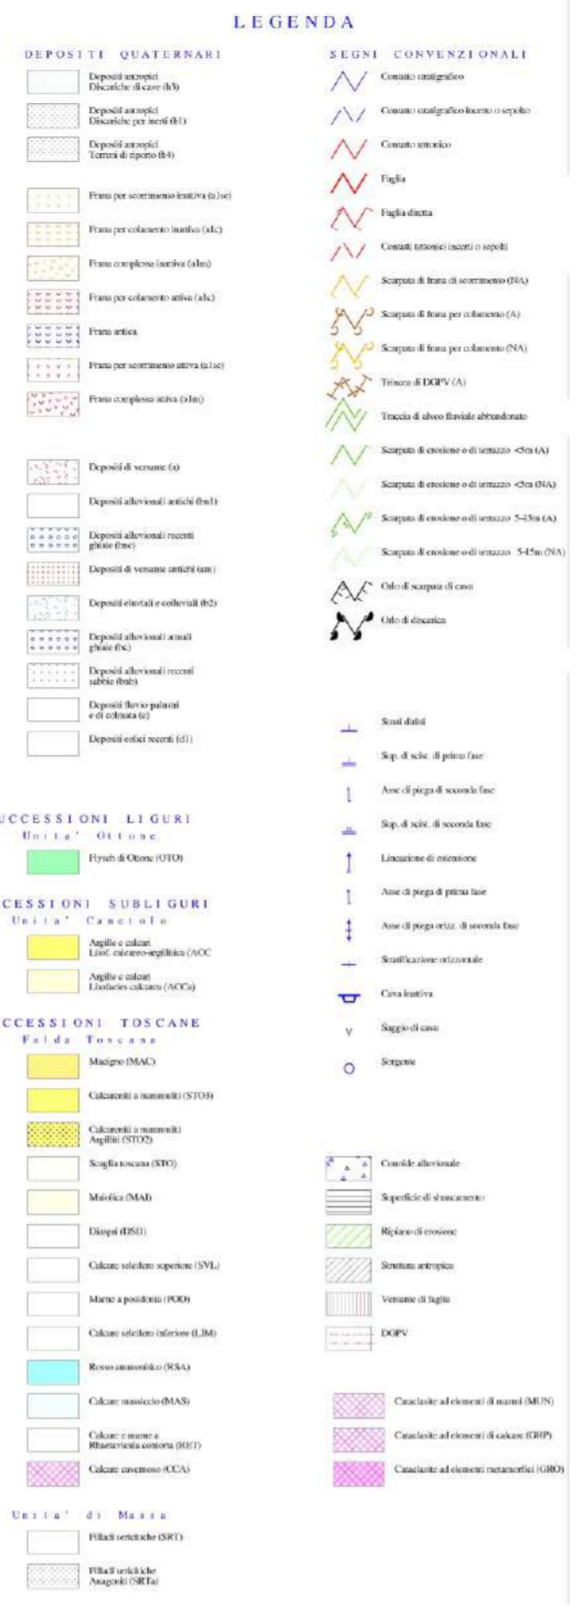 LEGENDA
DEPOSITI QUATERNARI
Depositi antropici
Discariche di cave (h3)
Depositi antropici
Discariche per inerti (h1)
Depositi antropici
Terreni di riporto (h4)
Frana per scorrimento inattiva (a1sc)
Frana per colamento inattiva (a1c)
Frana complessa inattiva (a1m)
Frana per colamento attiva (a1c)
Frana antica
Frana per scorrimento attiva (a1sc)
Frana complessa attiva (a1m)
Depositi di versante (a)
Depositi alluvionali antichi (bn1)
Depositi alluvionali recenti
ghiaie (bnc)
Depositi di versante antichi (am)
Depositi eluviali e colluviali (b2)
Depositi alluvionali attuali
ghiaie (bc)
Depositi alluvionali recenti
sabbie (bnb)
Depositi fluvio-palustri
e di colmata (e)
Depositi eolici recenti (d1)
UCCESSIONI LIGURI
Unita' Ottone
Flysch di Ottone (OTO)
CESSIONI SUBLIGURI
Unita' Canetolo
Argille e calcari
Litof. calcareo-argillitica (ACC
Argille e calcari
Litofacies calcarea (ACCa)
CCESSIONI TOSCANE
Falda Toscana
Macigno (MAC)
Calcareniti a nummuliti (STO3)
Calcareniti a nummuliti
Argilliti (STO2)
Scaglia toscana (STO)
Maiolica (MAI)
Diaspri (DSD)
Calcare selcifero superiore (SVL)
Marne a posidonia (POD)
Calcare selcifero inferiore (LIM)
Rosso ammonitico (RSA)
Calcare massiccio (MAS)
Calcare e marne a
Rhaetavicula contorta (RET)
Calcare cavernoso (CCA)
Unita' di Massa
Filladi sericitiche (SRT)
Filladi sericitiche
Anageniti (SRTa)
SEGNI CONVENZIONALI
Contatto stratigrafico
Contatto stratigrafico incerto o sepolto
Contatto tettonico
Faglia
Faglia diretta
Contatti tettonici incerti o sepolti
Scarpata di frana di scorrimento (NA)
Scarpata di frana per colamento (A)
Scarpata di frana per colamento (NA)
Trincea di DGPV (A)
Traccia di alveo fluviale abbandonato
Scarpata di erosione o di terrazzo <5m (A)
Scarpata di erosione o di terrazzo <5m (NA)
Scarpata di erosione o di terrazzo 5-15m (A)
Scarpata di erosione o di terrazzo 5-15m (NA)
Orlo di scarpata di cava
Orlo di discarica
Strati diritti
Sup. di scist. di prima fase
Asse di piega di seconda fase
Sup. di scist. di seconda fase
Lineazione di estensione
Asse di piega di prima fase
Asse di piega orizz. di seconda fase
Stratificazione orizzontale
Cava inattiva
Saggio di cava
Sorgente
Conoide alluvionale
Superficie di sbancamento
Ripiano di erosione
Struttura antropica
Versante di faglia
DGPV
Cataclasite ad elementi di marmi (MUN)
Cataclasite ad elementi di calcare (GRP)
Cataclasite ad elementi metamorfici (GRO)